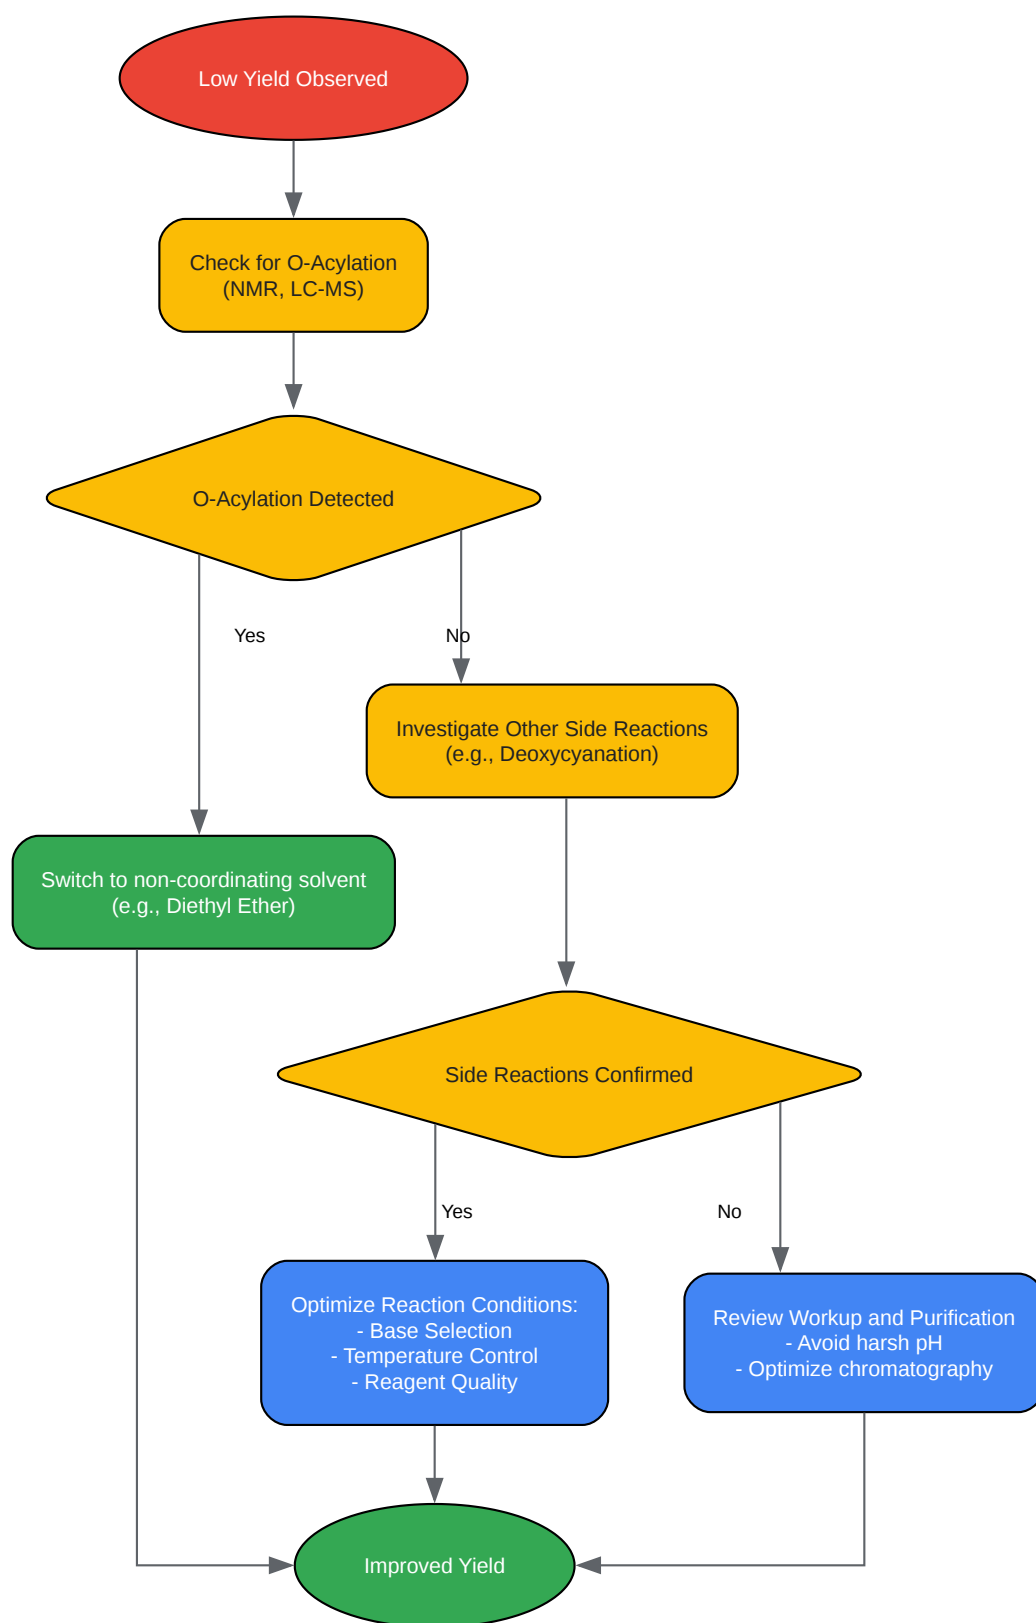 Low Yield Observed
Check for O-Acylation
(NMR, LC-MS)
O-Acylation Detected
Yes
No
Investigate Other Side Reactions
(e.g., Deoxycyanation)
Switch to non-coordinating solvent
(e.g., Diethyl Ether)
Side Reactions Confirmed
Yes
No
Optimize Reaction Conditions:
- Base Selection
- Temperature Control
- Reagent Quality
Review Workup and Purification
- Avoid harsh pH
- Optimize chromatography
Improved Yield